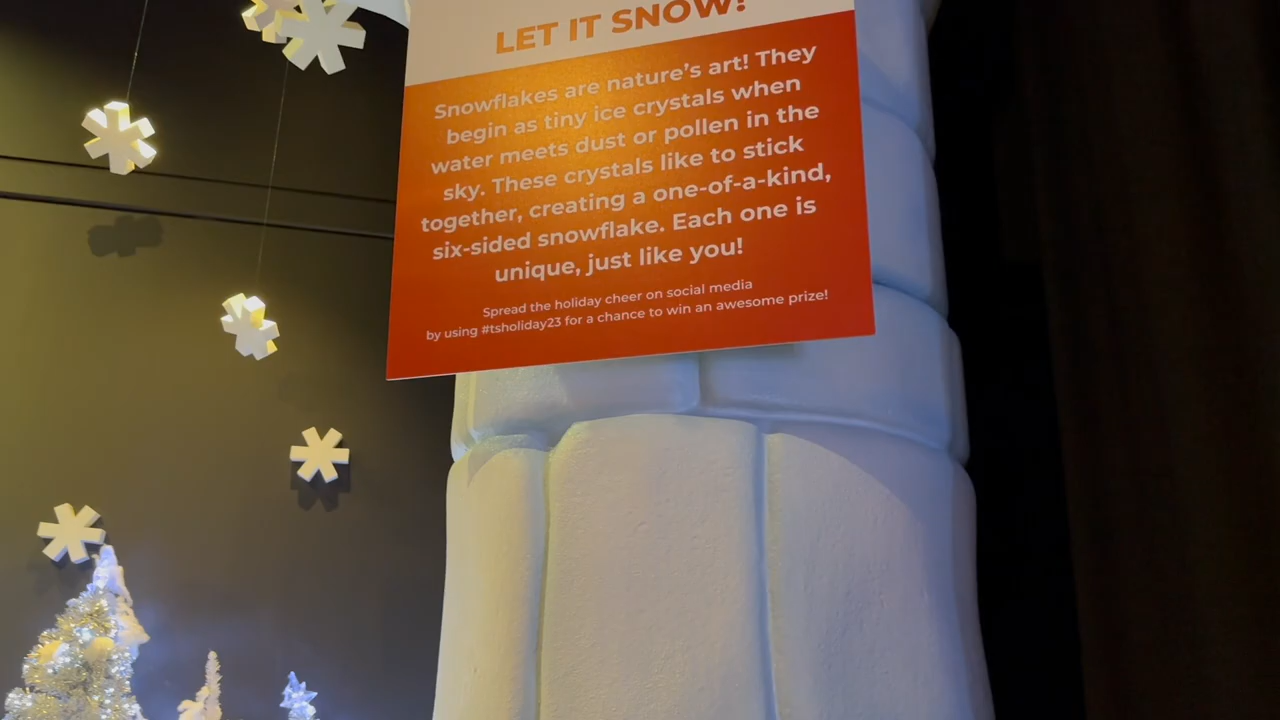 LET IT SNOW!
Snowflakes are nature's art! They
begin as tiny ice crystals when
water meets dust or pollen in the
sky. These crystals like to stick
together, creating a one-of-a-kind,
six-sided snowflake. Each one is
unique, just like you!
Spread the holiday cheer on social media
by using #tsholiday23 for a chance to win an awesome prize!